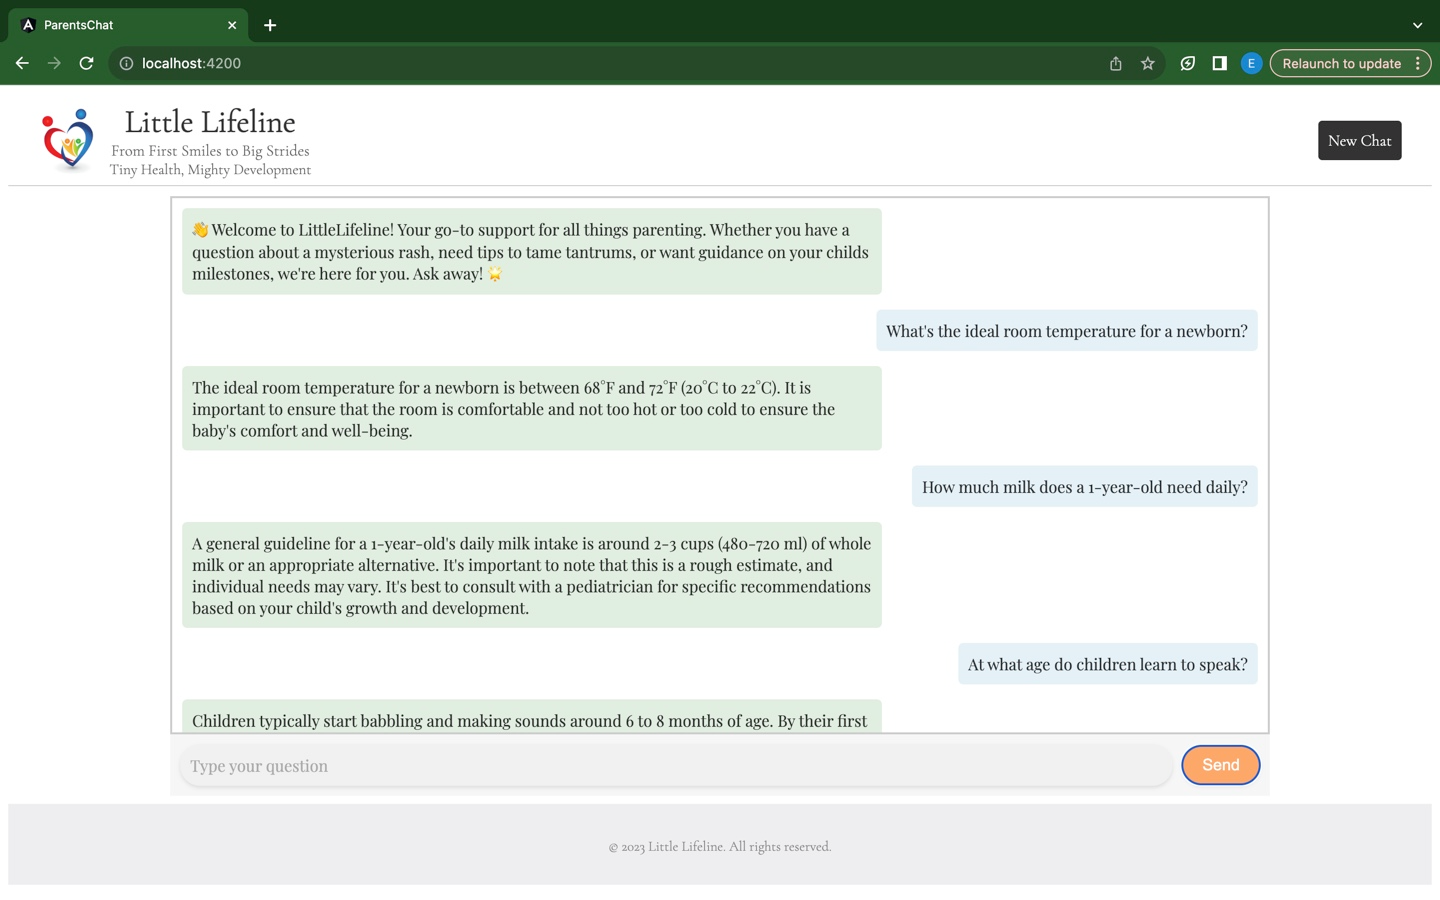 ParentsChat
localhost:4200
E
Relaunch to update
Little Lifeline
From First Smiles to Big Strides
Tiny Health, Mighty Development
New Chat
👋 Welcome to LittleLifeline! Your go-to support for all things parenting. Whether you have a
question about a mysterious rash, need tips to tame tantrums, or want guidance on your childs
milestones, we're here for you. Ask away! 🌟
What's the ideal room temperature for a newborn?
The ideal room temperature for a newborn is between 68°F and 72°F (20°C to 22°C). It is
important to ensure that the room is comfortable and not too hot or too cold to ensure the
baby's comfort and well-being.
How much milk does a 1-year-old need daily?
A general guideline for a 1-year-old's daily milk intake is around 2-3 cups (480-720 ml) of whole
milk or an appropriate alternative. It's important to note that this is a rough estimate, and
individual needs may vary. It's best to consult with a pediatrician for specific recommendations
based on your child's growth and development.
At what age do children learn to speak?
Children typically start babbling and making sounds around 6 to 8 months of age. By their first
Type your question
Send
© 2023 Little Lifeline. All rights reserved.